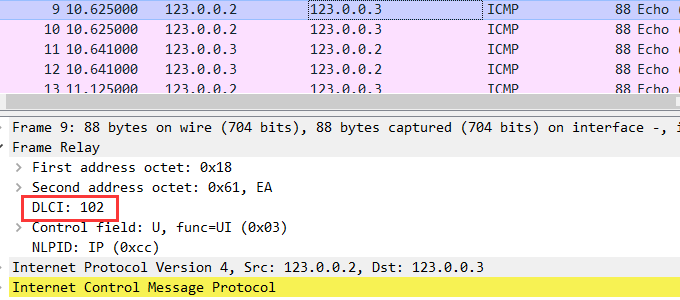 9 10.625000 123.0.0.2 123.0.0.3 ICMP 88 Echo (
10 10.625000 123.0.0.2 123.0.0.3 ICMP 88 Echo (
11 10.641000 123.0.0.3 123.0.0.2 ICMP 88 Echo (
12 10.641000 123.0.0.3 123.0.0.2 ICMP 88 Echo (
13 11.125000 123.0.0.2 123.0.0.3 ICMP 88 Echo (
Frame 9: 88 bytes on wire (704 bits), 88 bytes captured (704 bits) on interface -, i
Frame Relay
First address octet: 0x18
Second address octet: 0x61, EA
DLCI: 102
Control field: U, func=UI (0x03)
NLPID: IP (0xcc)
Internet Protocol Version 4, Src: 123.0.0.2, Dst: 123.0.0.3
Internet Control Message Protocol